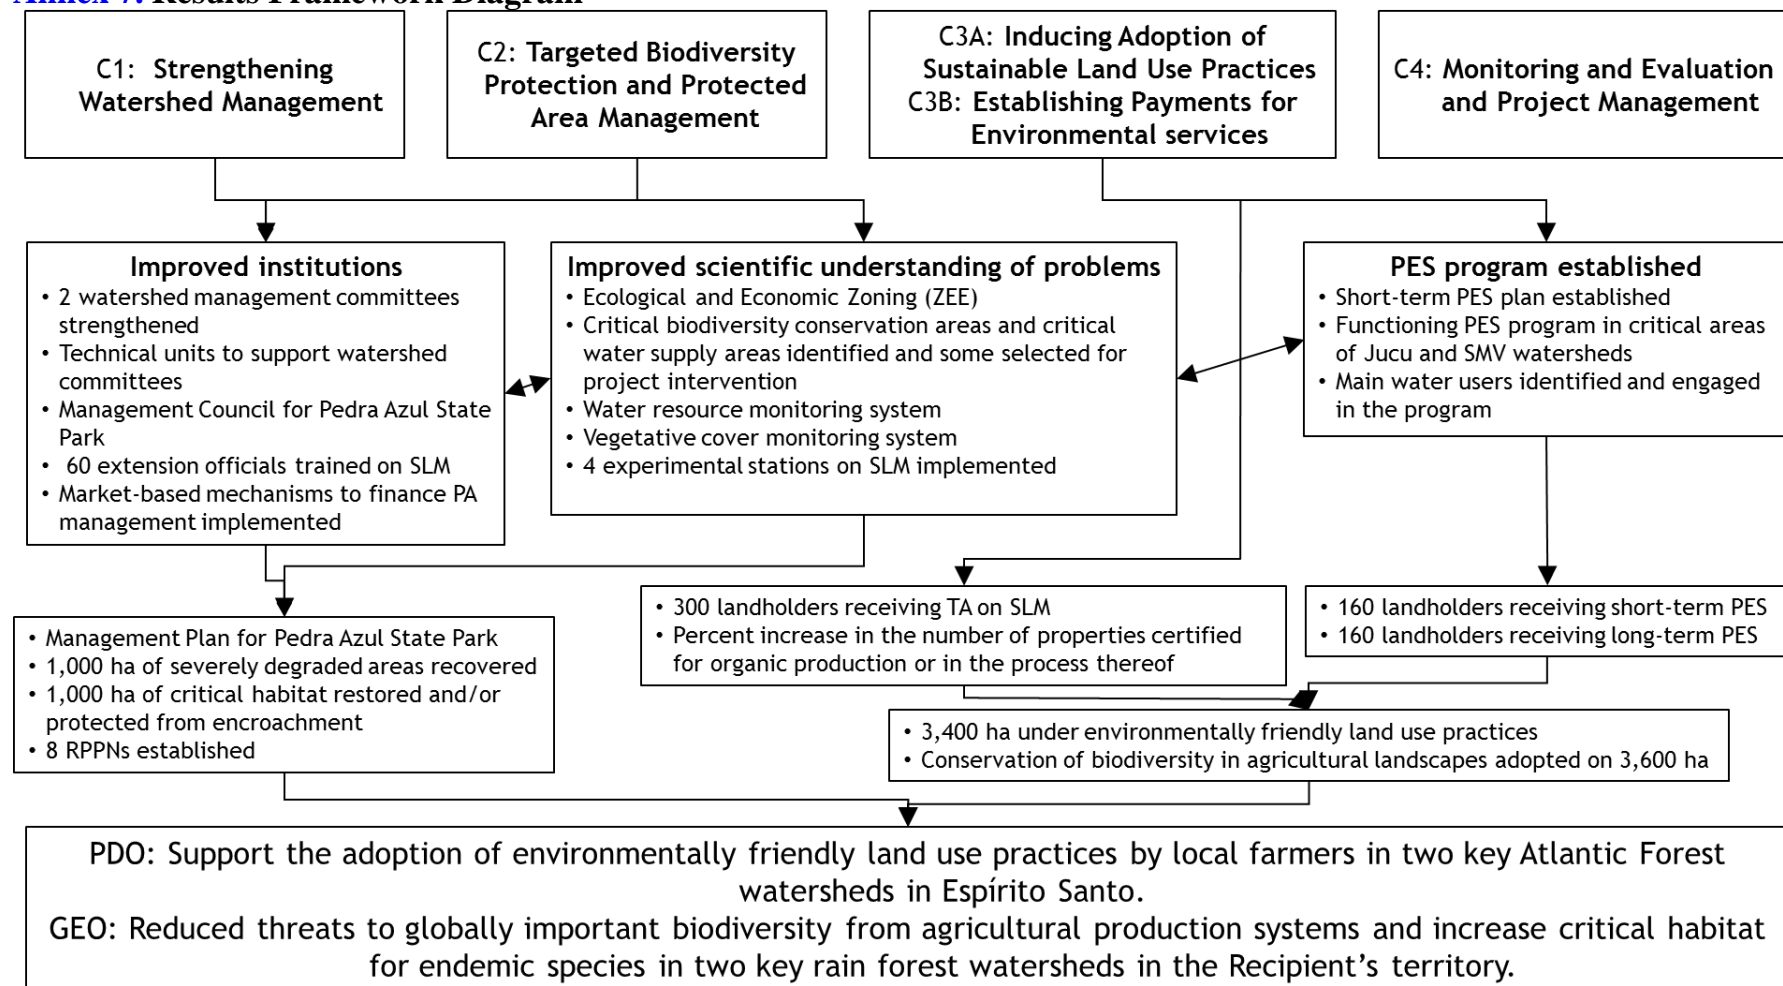 Annex 7. Results Framework Diagram
C1: Strengthening
Watershed Management
C2: Targeted Biodiversity
Protection and Protected
Area Management
C3A: Inducing Adoption of
Sustainable Land Use Practices
C3B: Establishing Payments for
Environmental services
C4: Monitoring and Evaluation
and Project Management
Improved institutions
• 2 watershed management committees
strengthened
• Technical units to support watershed
committees
• Management Council for Pedra Azul State
Park
• 60 extension officials trained on SLM
• Market-based mechanisms to finance PA
management implemented
Improved scientific understanding of problems
• Ecological and Economic Zoning (ZEE)
• Critical biodiversity conservation areas and critical
water supply areas identified and some selected for
project intervention
• Water resource monitoring system
• Vegetative cover monitoring system
• 4 experimental stations on SLM implemented
PES program established
• Short-term PES plan established
• Functioning PES program in critical areas
of Jucu and SMV watersheds
• Main water users identified and engaged
in the program
• Management Plan for Pedra Azul State Park
• 1,000 ha of severely degraded areas recovered
• 1,000 ha of critical habitat restored and/or
protected from encroachment
• 8 RPPNs established
• 300 landholders receiving TA on SLM
• Percent increase in the number of properties certified
for organic production or in the process thereof
• 160 landholders receiving short-term PES
• 160 landholders receiving long-term PES
• 3,400 ha under environmentally friendly land use practices
• Conservation of biodiversity in agricultural landscapes adopted on 3,600 ha
PDO: Support the adoption of environmentally friendly land use practices by local farmers in two key Atlantic Forest
watersheds in Espírito Santo.
GEO: Reduced threats to globally important biodiversity from agricultural production systems and increase critical habitat
for endemic species in two key rain forest watersheds in the Recipient's territory.